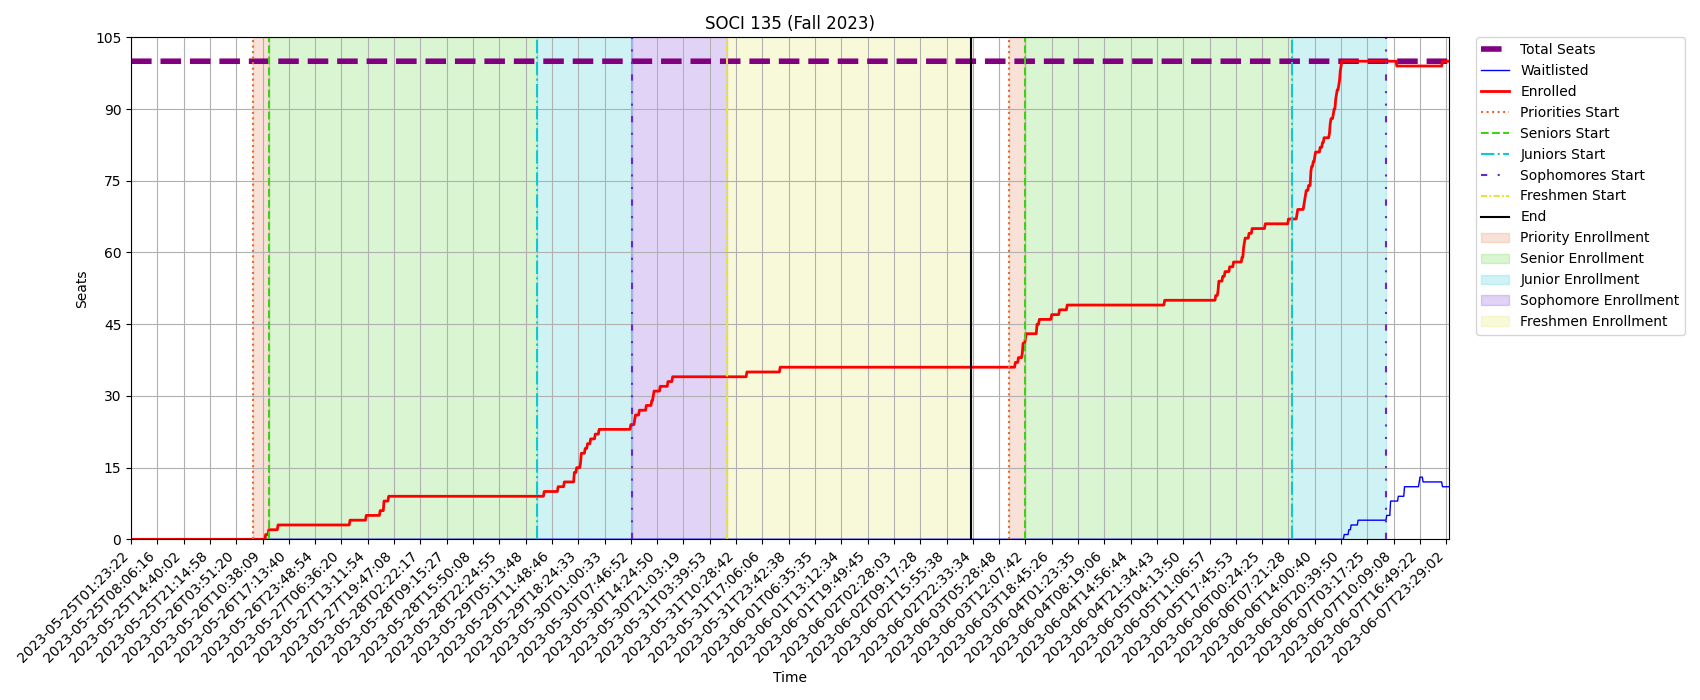 SOCI 135 (Fall 2023)
105
90
75
60
45
30
15
0
Seats
2023-05-25T01:23:22
2023-05-25T08:06:16
2023-05-25T14:40:02
2023-05-25T21:14:58
2023-05-26T03:51:20
2023-05-26T10:38:09
2023-05-26T17:13:40
2023-05-26T23:48:54
2023-05-27T06:36:20
2023-05-27T13:11:54
2023-05-27T19:47:08
2023-05-28T02:22:17
2023-05-28T09:15:27
2023-05-28T15:50:08
2023-05-28T22:24:55
2023-05-29T05:13:48
2023-05-29T11:48:46
2023-05-29T18:24:33
2023-05-30T01:00:33
2023-05-30T07:46:52
2023-05-30T14:24:50
2023-05-30T21:03:19
2023-05-31T03:39:53
2023-05-31T10:28:42
2023-05-31T17:06:06
2023-05-31T23:42:38
2023-06-01T06:35:35
2023-06-01T13:12:34
2023-06-01T19:49:45
2023-06-02T02:28:03
2023-06-02T09:17:28
2023-06-02T15:55:38
2023-06-02T22:33:34
2023-06-03T05:28:48
2023-06-03T12:07:42
2023-06-03T18:45:26
2023-06-04T01:23:35
2023-06-04T08:19:06
2023-06-04T14:56:44
2023-06-04T21:34:43
2023-06-05T04:13:50
2023-06-05T11:06:57
2023-06-05T17:45:53
2023-06-06T00:24:25
2023-06-06T07:21:28
2023-06-06T14:00:40
2023-06-06T20:39:50
2023-06-07T03:17:25
2023-06-07T10:09:08
2023-06-07T16:49:22
2023-06-07T23:29:02
Time
Total Seats
Waitlisted
Enrolled
Priorities Start
Seniors Start
Juniors Start
Sophomores Start
Freshmen Start
End
Priority Enrollment
Senior Enrollment
Junior Enrollment
Sophomore Enrollment
Freshmen Enrollment